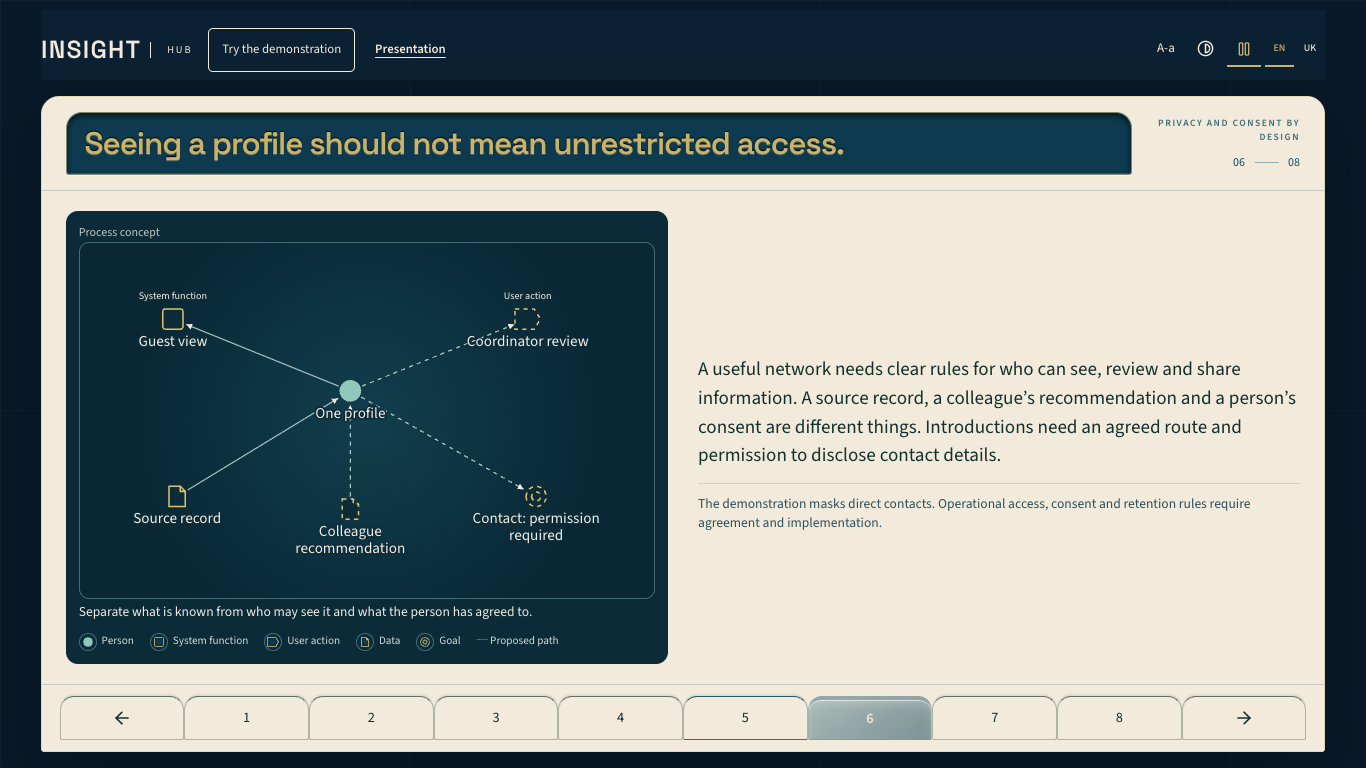 INSIGHT
HUB
Try the demonstration
Presentation
A-a
EN
UK
Seeing a profile should not mean unrestricted access.
PRIVACY AND CONSENT BY
DESIGN
06
08
Process concept
System function
Guest view
User action
Coordinator review
One profile
Source record
Colleague
recommendation
Contact: permission
required
Separate what is known from who may see it and what the person has agreed to.
Person
System function
User action
Data
Goal
Proposed path
A useful network needs clear rules for who can see, review and share
information. A source record, a colleague’s recommendation and a person’s
consent are different things. Introductions need an agreed route and
permission to disclose contact details.
The demonstration masks direct contacts. Operational access, consent and retention rules require
agreement and implementation.
1
2
3
4
5
6
7
8